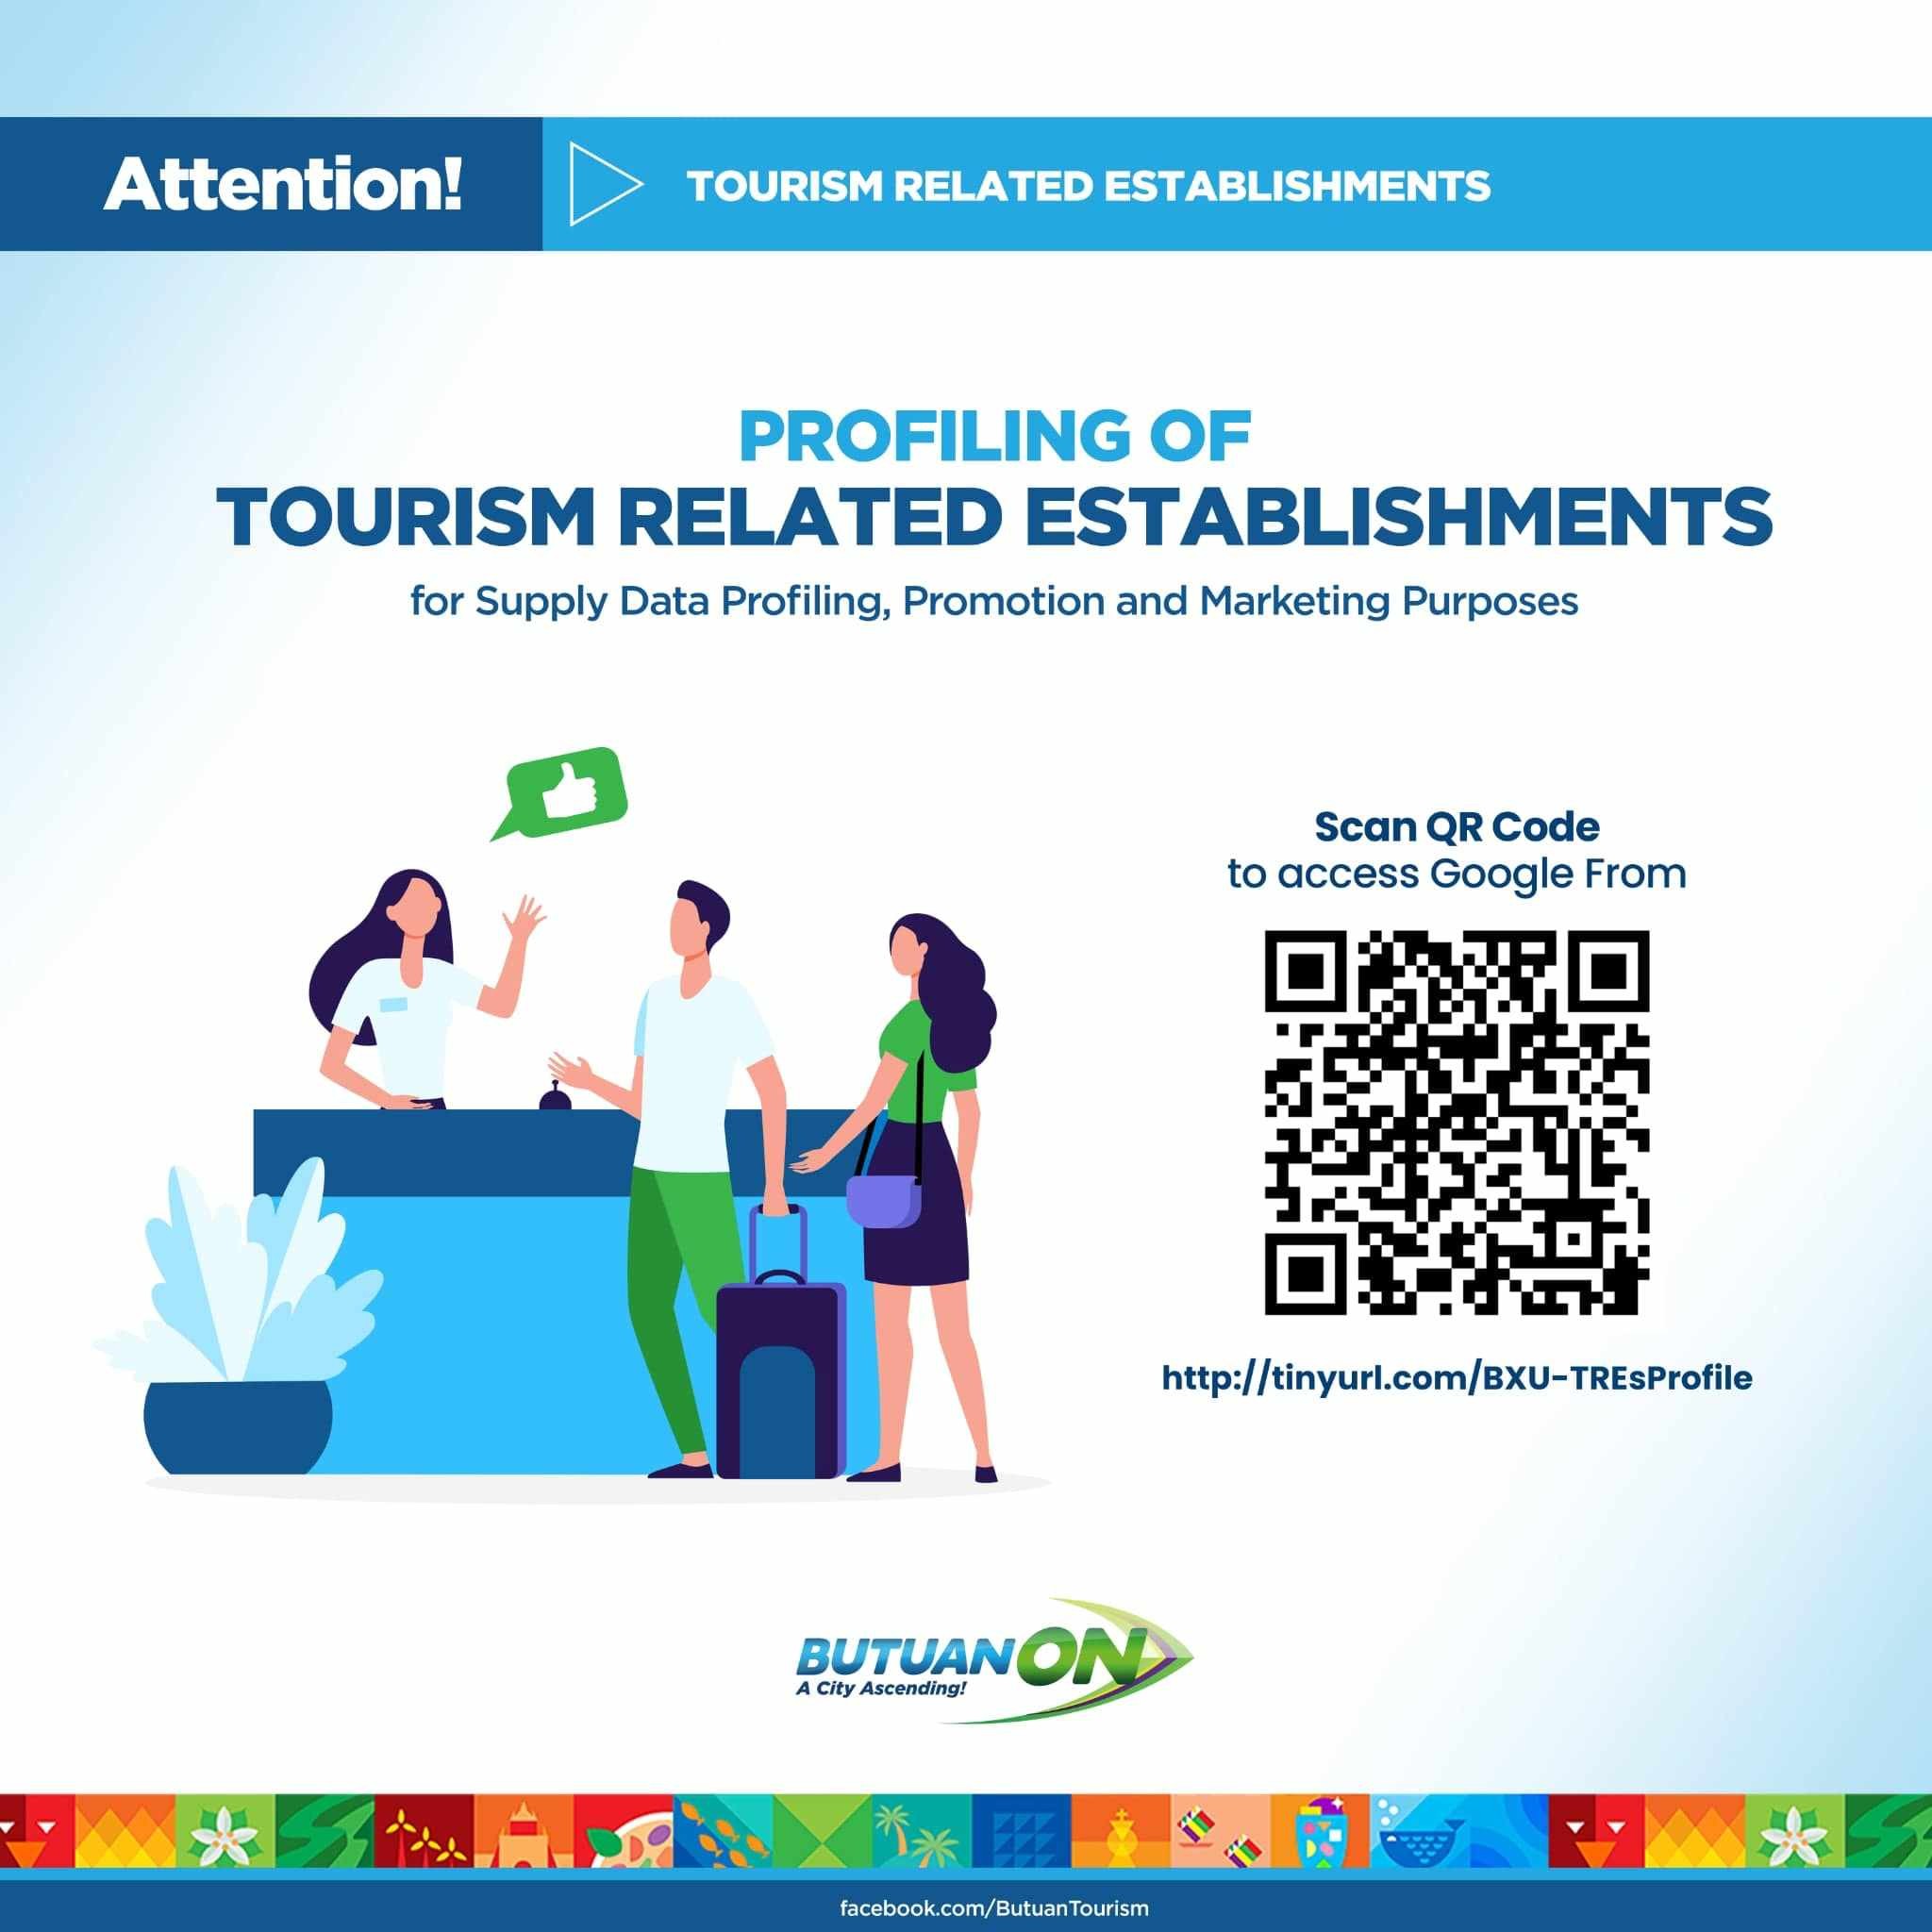 Attention!
TOURISM RELATED ESTABLISHMENTS
PROFILING OF
TOURISM RELATED ESTABLISHMENTS
for Supply Data Profiling, Promotion and Marketing Purposes
Scan QR Code
to access Google From
http://tinyurl.com/BXU-TREsProfile
BUTUANON
A City Ascending!
facebook.com/ButuanTourism